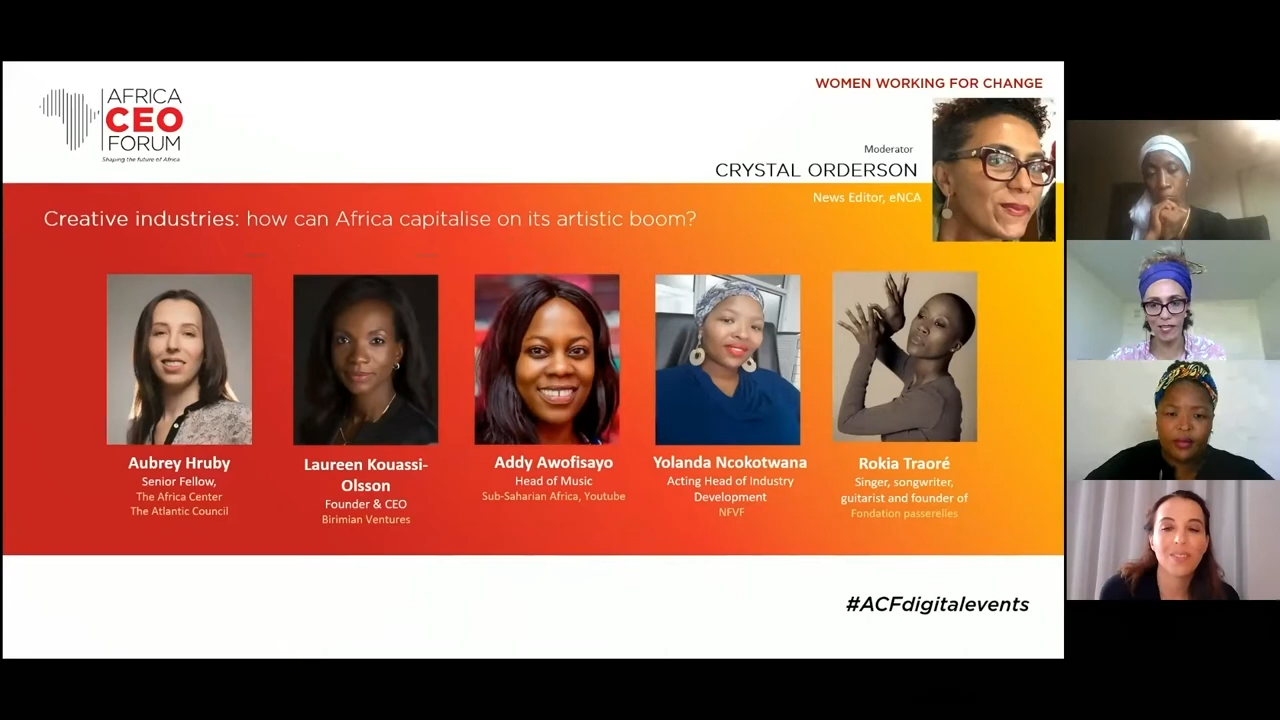 AFRICA
CEO
FORUM
Shaping the future of Africa
WOMEN WORKING FOR CHANGE
Moderator
CRYSTAL ORDERSON
News Editor, eNCA
Creative industries: how can Africa capitalise on its artistic boom?
Aubrey Hruby
Senior Fellow,
The Africa Center
The Atlantic Council
Laureen Kouassi-
Olsson
Founder & CEO
Birimian Ventures
Addy Awofisayo
Head of Music
Sub-Saharian Africa, Youtube
Yolanda Ncokotwana
Acting Head of Industry
Development
NFVF
Rokia Traoré
Singer, songwriter,
guitarist and founder of
Fondation passerelles
#ACFdigitalevents